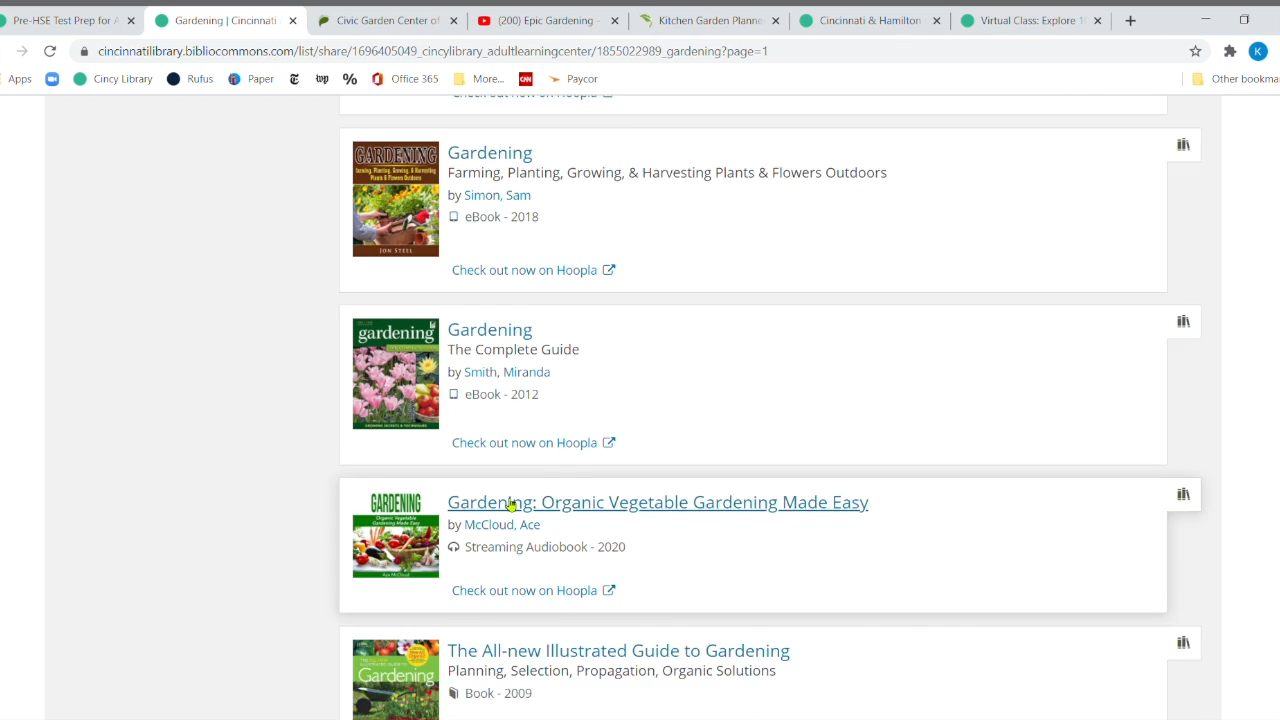 Pre-HSE Test Prep for A
Gardening | Cincinnati
Civic Garden Center of
(200) Epic Gardening -
Kitchen Garden Planne
Cincinnati & Hamilton
Virtual Class: Explore 1
cincinnatilibrary.bibliocommons.com/list/share/1696405049_cincylibrary_adultlearningcenter/1855022989_gardening?page=1
K
Apps
Cincy Library
Rufus
Paper
wp
%
Office 365
More...
CNN
Paycor
Other bookma
Check out now on Hoopla
GARDENING
Farming, Planting, Growing, & Harvesting
Plants & Flowers Outdoors
JON STEEL
Gardening
Farming, Planting, Growing, & Harvesting Plants & Flowers Outdoors
by Simon, Sam
eBook - 2018
Check out now on Hoopla
gardening
Gardening
The Complete Guide
by Smith, Miranda
eBook - 2012
Check out now on Hoopla
GARDENING
Organic Vegetable
Gardening Made Easy
Ace McCloud
Gardening: Organic Vegetable Gardening Made Easy
by McCloud, Ace
Streaming Audiobook - 2020
Check out now on Hoopla
Gardening
The All-new Illustrated Guide to Gardening
Planning, Selection, Propagation, Organic Solutions
Book - 2009